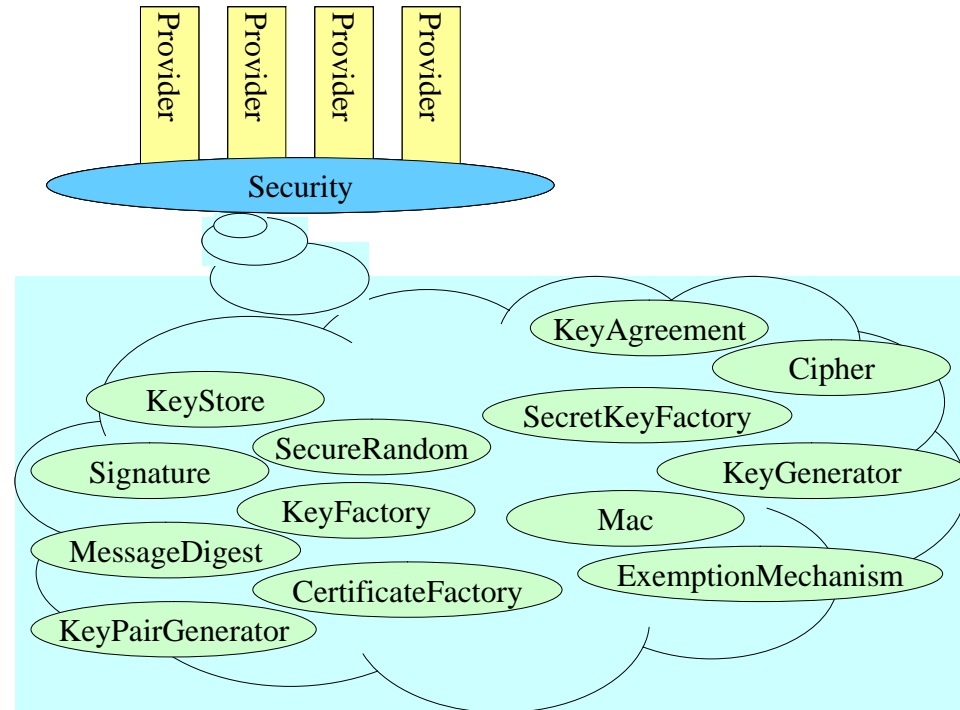 Provider
Provider
Provider
Provider
Security
KeyAgreement
Cipher
KeyStore
SecretKeyFactory
SecureRandom
Signature
KeyGenerator
KeyFactory
Mac
MessageDigest
ExemptionMechanism
CertificateFactory
KeyPairGenerator